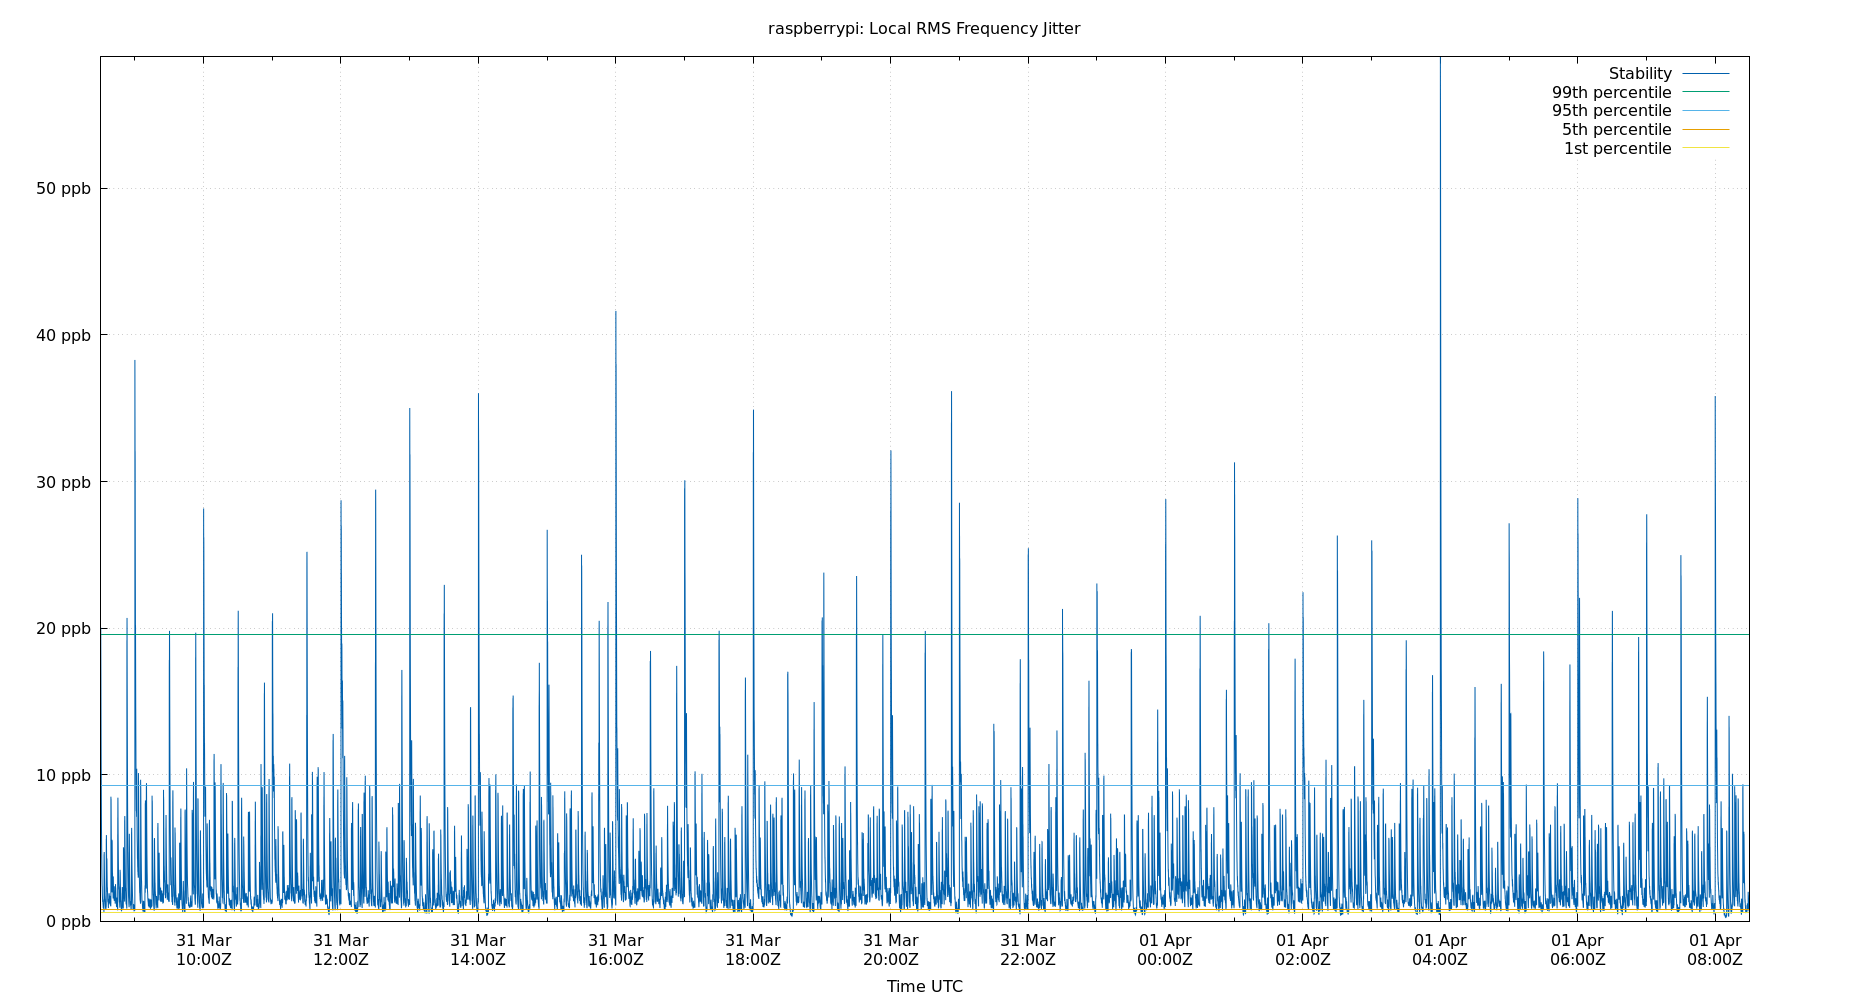 raspberrypi: Local RMS Frequency Jitter
Stability
99th percentile
95th percentile
5th percentile
1st percentile
50 ppb
40 ppb
30 ppb
20 ppb
10 ppb
0 ppb
31 Mar 31 Mar 31 Mar 31 Mar 31 Mar 31 Mar 31 Mar 01 Apr 01 Apr 01 Apr 01 Apr 01 Apr
10:00Z 12:00Z 14:00Z 16:00Z 18:00Z 20:00Z 22:00Z 00:00Z 02:00Z 04:00Z 06:00Z 08:00Z
Time UTC